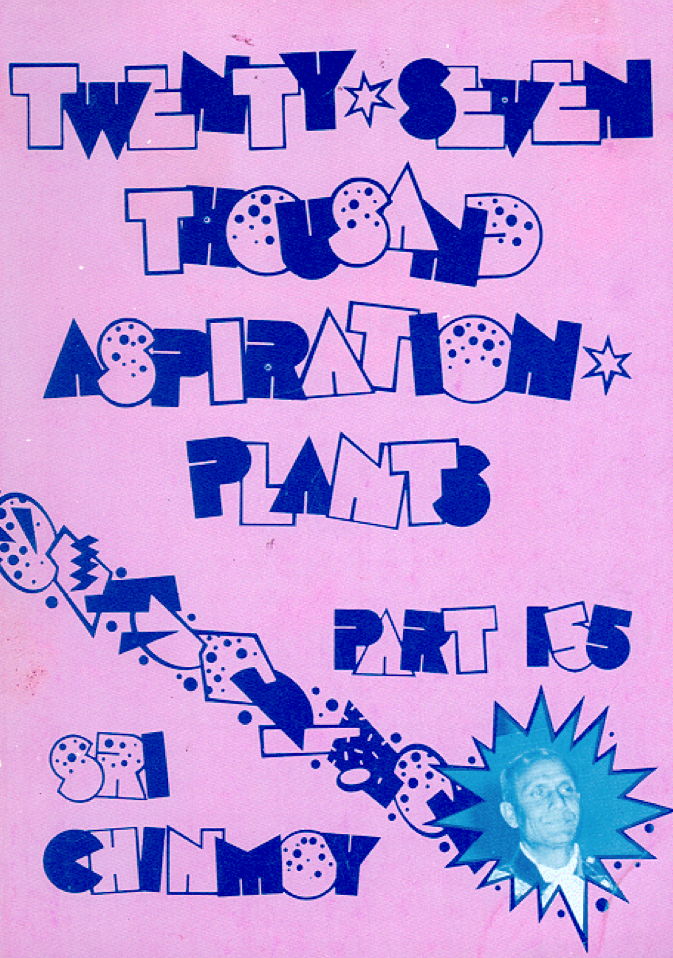 TWENTY SEVEN
THOUSAND
ASPIRATION
PLANTS
PART 155
SRI
CHINMOY